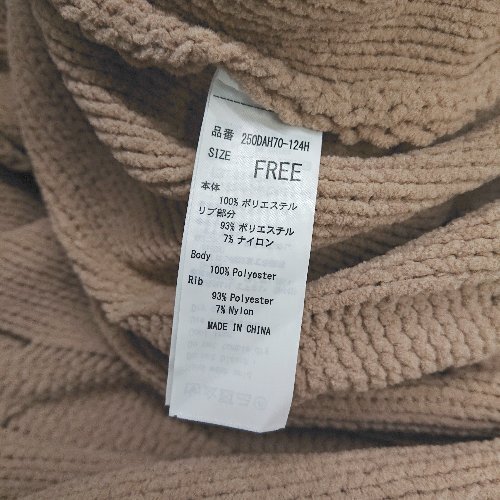 品番 250DAH70-124H
SIZE FREE
本体
100% ポリエステル
リブ部分
93% ポリエステル
7% ナイロン
Body
100% Polyester
Rib
93% Polyester
7% Nylon
MADE IN CHINA